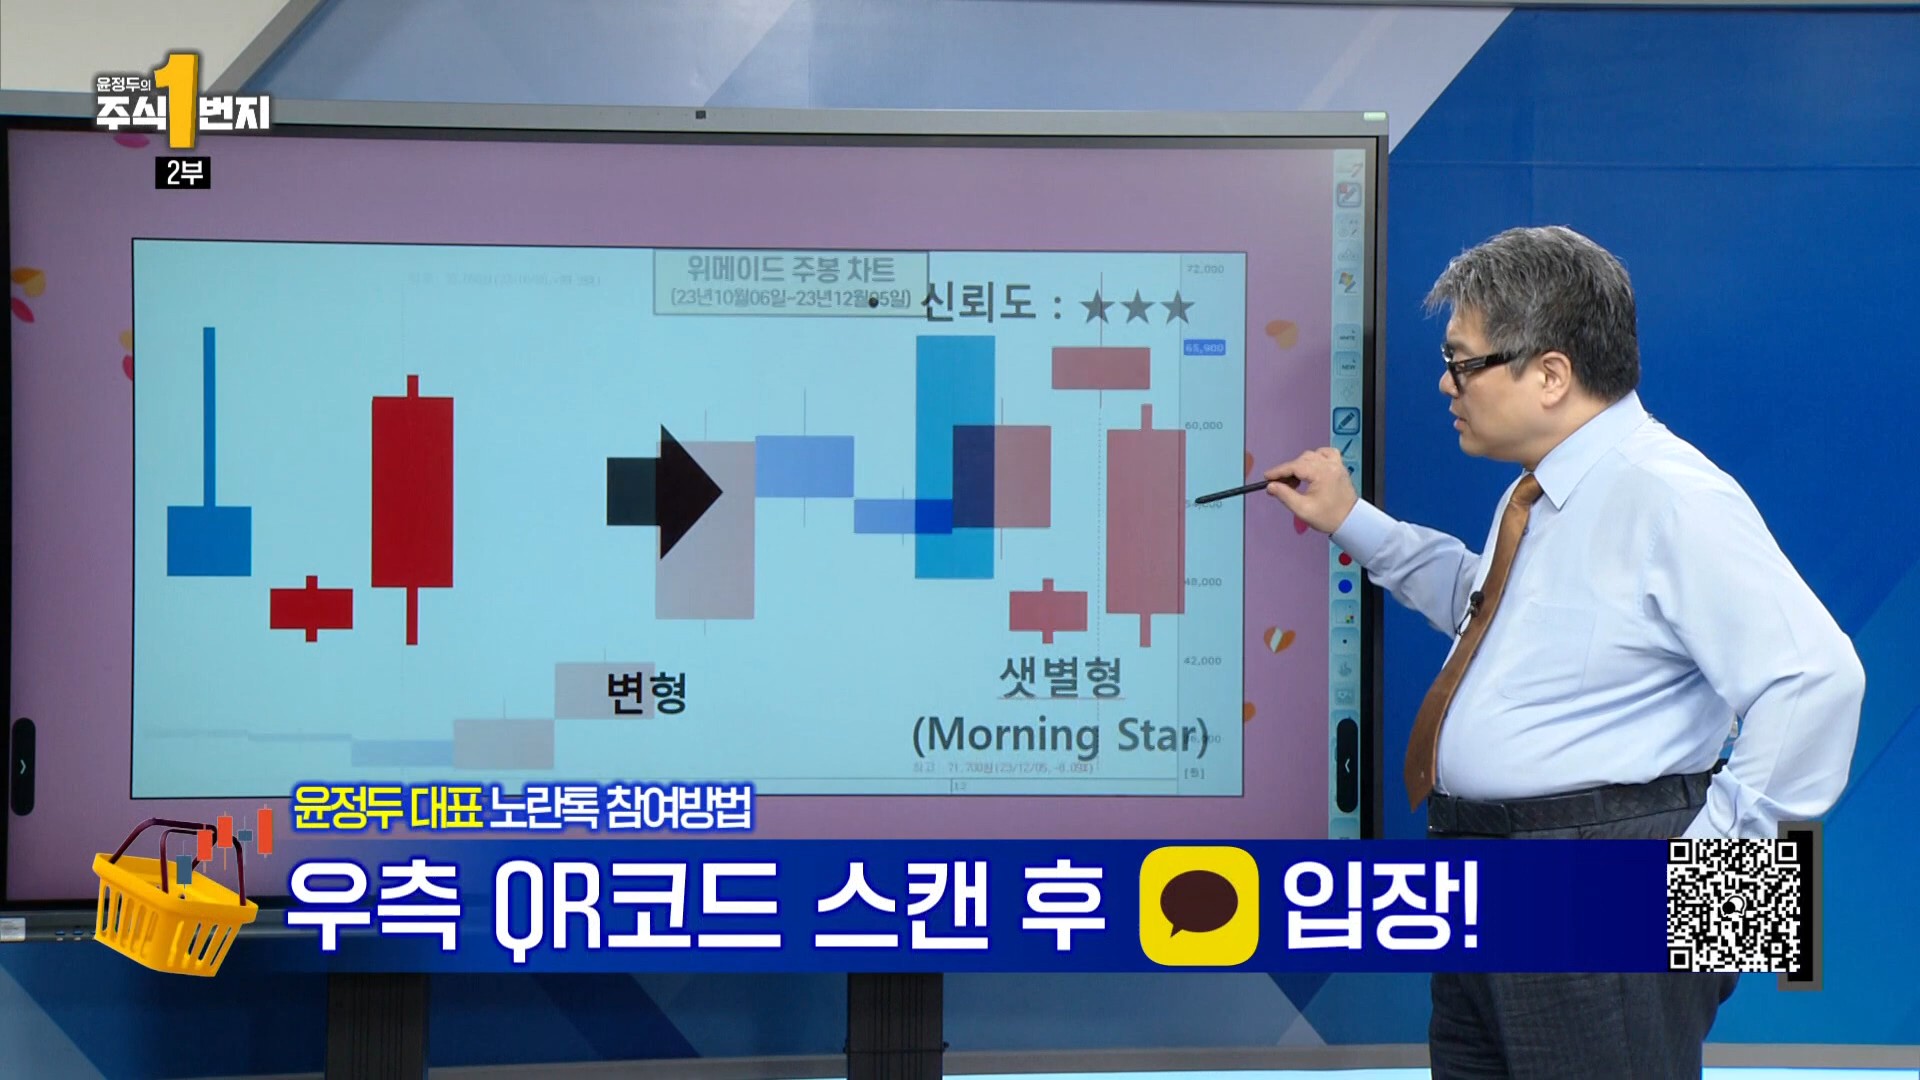 윤정두의
주식1번지
2부
위메이드 주봉 차트
(23년10월06일~23년12월05일)
신뢰도 : ★★★
72,000
65,900
60,000
54,000
48,000
42,000
변형
샛별형
(Morning Star)
[원]
12
윤정두 대표 노란톡 참여방법
우측 QR코드 스캔 후 입장!